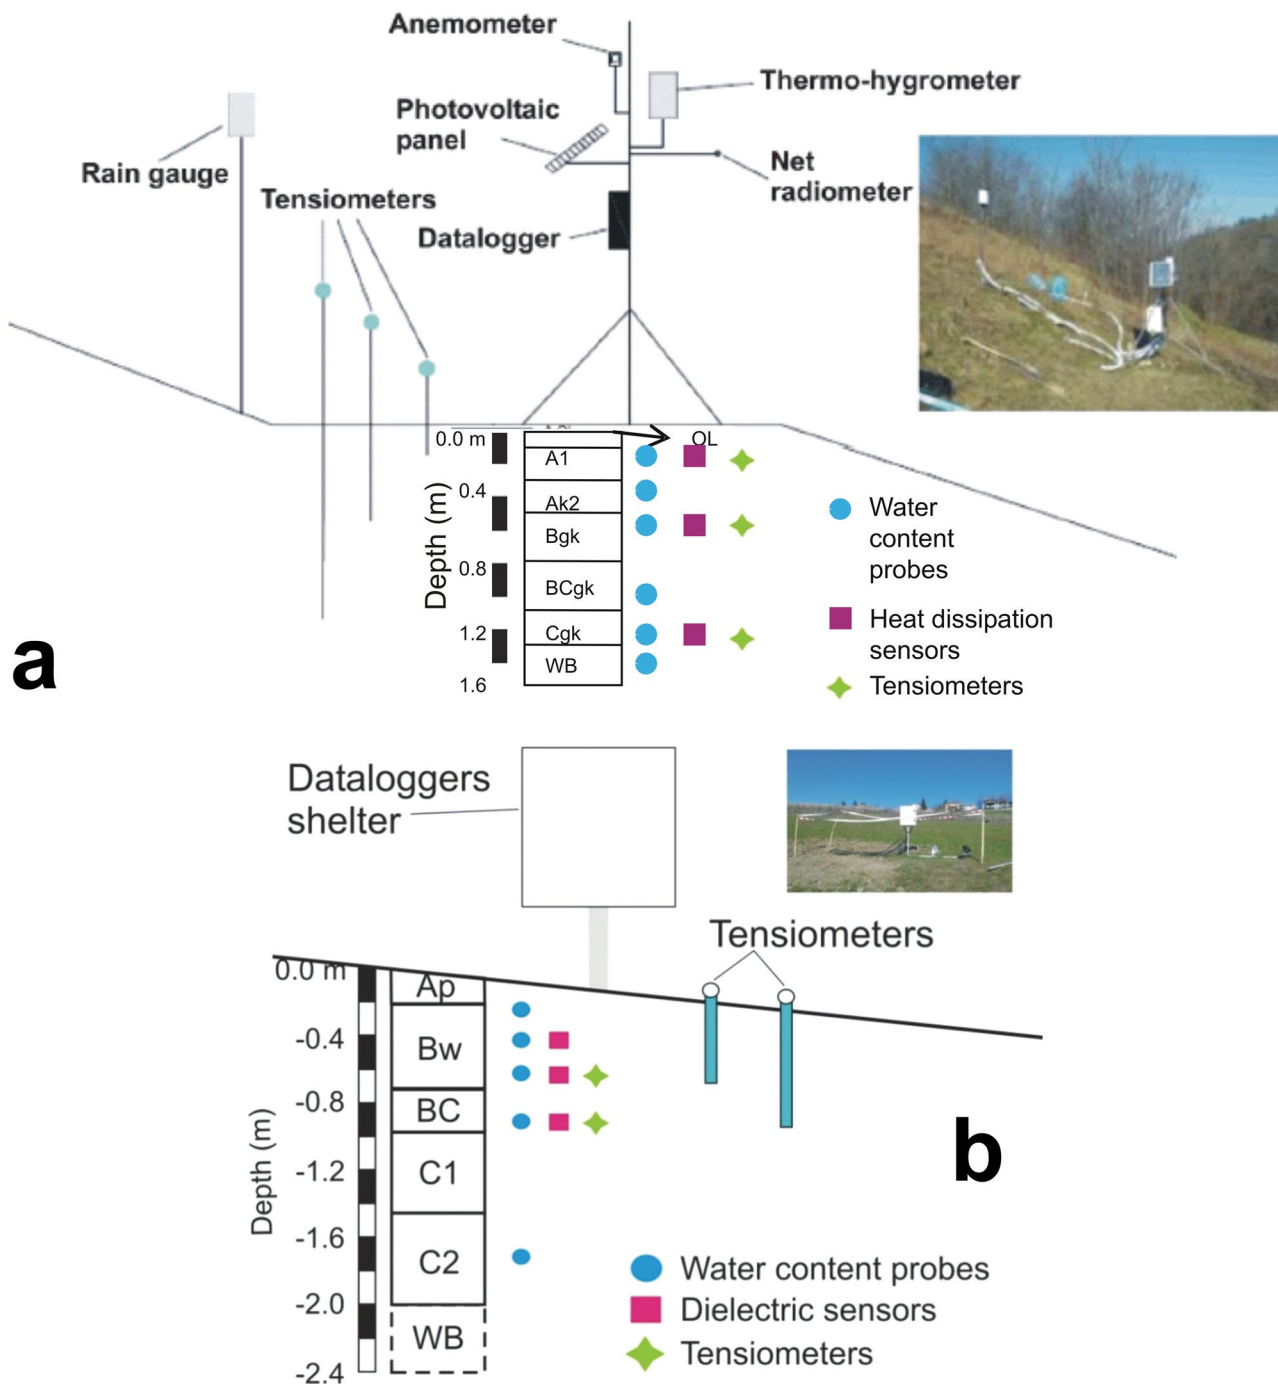 Anemometer
Thermo-hygrometer
Photovoltaic
panel
Rain gauge
Net
radiometer
Tensiometers
Datalogger
0.0 m
OL
A1
0.4
Ak2
Bgk
0.8
BCgk
1.2
Cgk
WB
1.6
Depth (m)
Water
content
probes
Heat dissipation
sensors
Tensiometers
a
Dataloggers
shelter
Tensiometers
0.0 m
Ap
-0.4
Bw
-0.8
BC
-1.2
C1
-1.6
C2
-2.0
WB
-2.4
Depth (m)
b
Water content probes
Dielectric sensors
Tensiometers